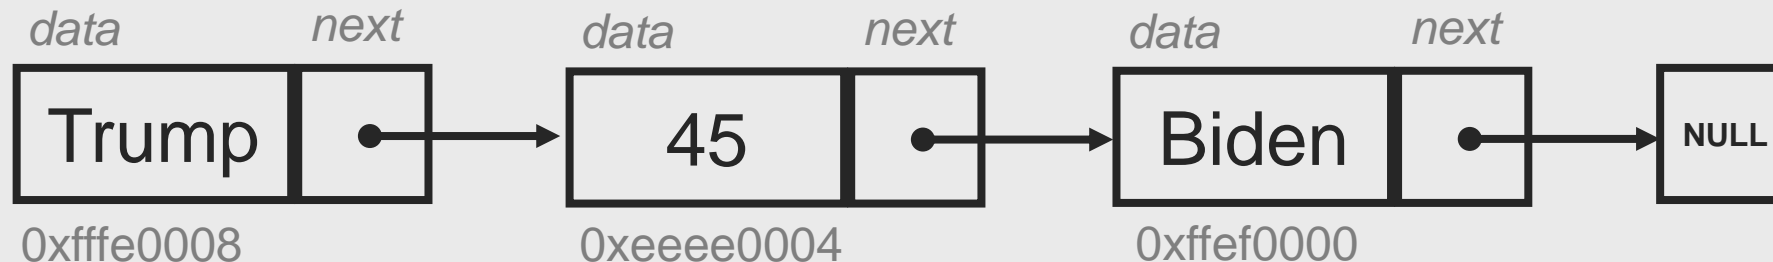 data next data next data next
Trump 45 Biden NULL
0xfffe0008 0xeeee0004 0xffef0000